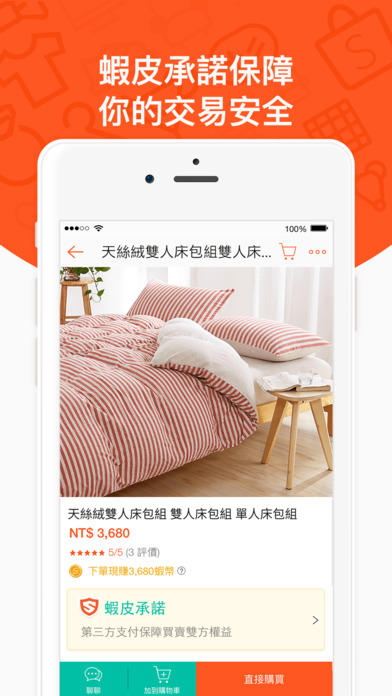 蝦皮承諾保障
你的交易安全
100%
天絲絨雙人床包組雙人床...
天絲絨雙人床包組 雙人床包組 單人床包組
NT$ 3,680
5/5 (3 評價)
下單現賺3,680蝦幣
蝦皮承諾
第三方支付保障買賣雙方權益
聊聊
加到購物車
直接購買